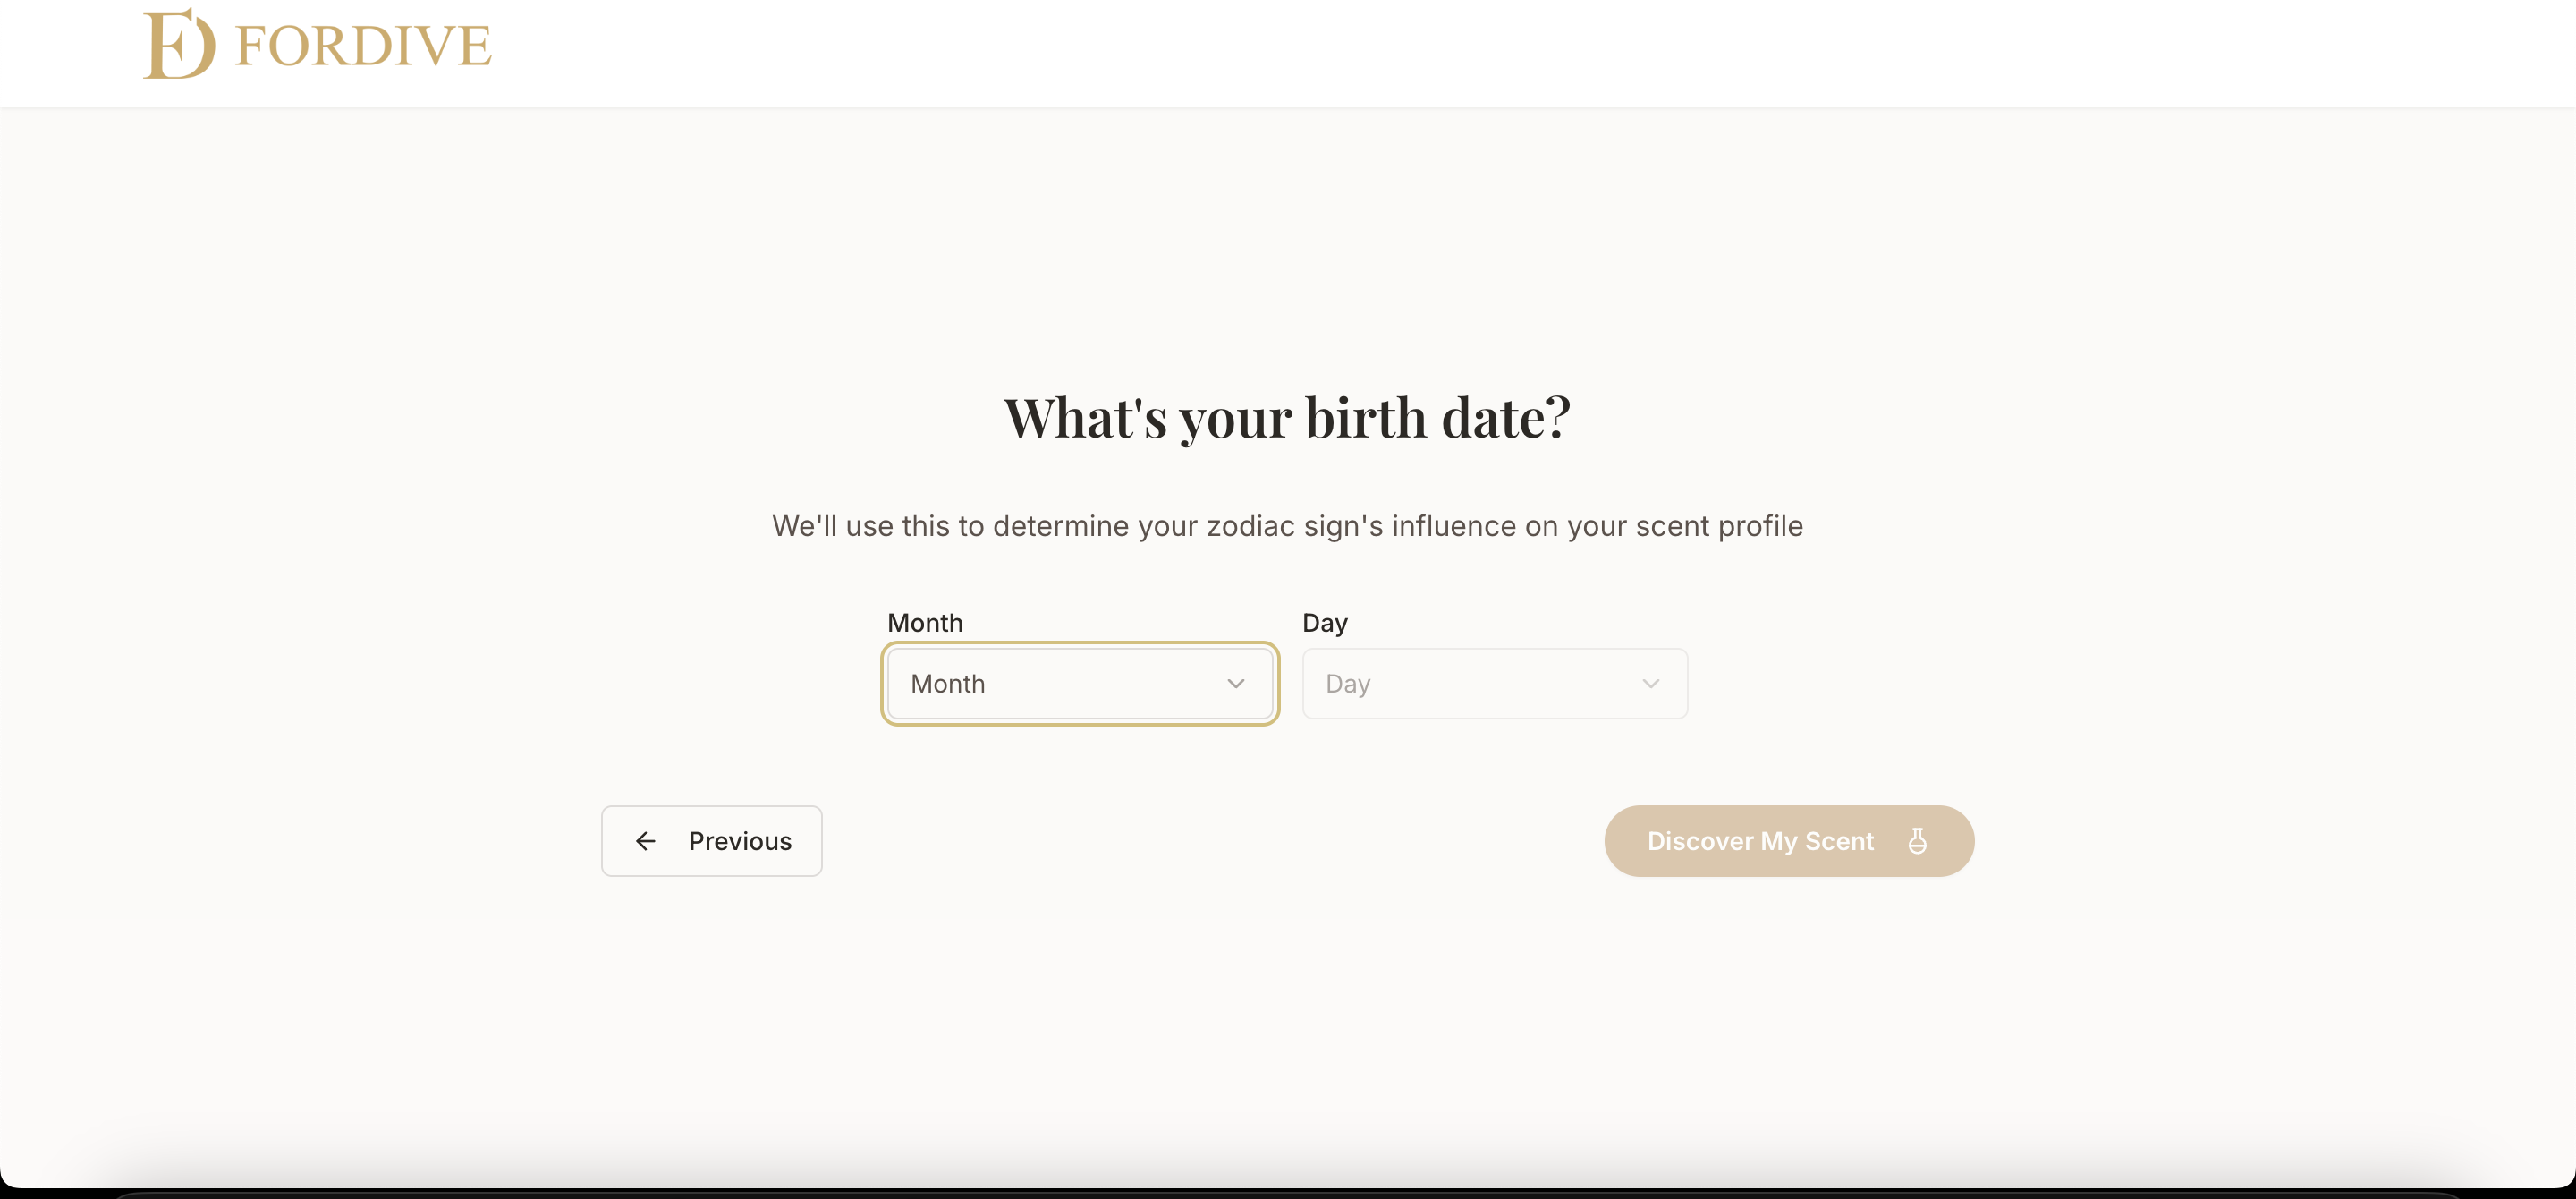 FD FORDIVE
What's your birth date?
We'll use this to determine your zodiac sign's influence on your scent profile
Month Day
Month Day
Previous Discover My Scent